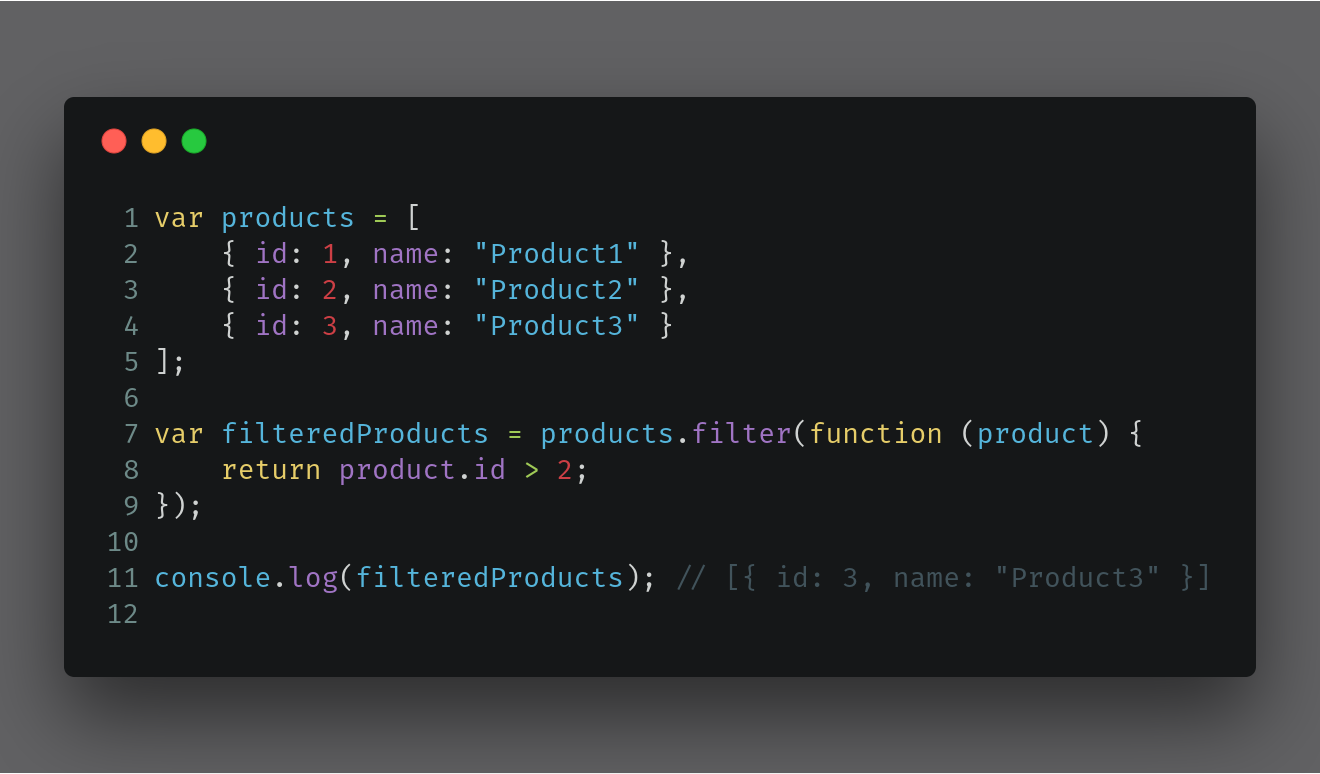 1 var products = [
2     { id: 1, name: "Product1" },
3     { id: 2, name: "Product2" },
4     { id: 3, name: "Product3" }
5 ];
6
7 var filteredProducts = products.filter(function (product) {
8     return product.id > 2;
9 });
10
11 console.log(filteredProducts); // [{ id: 3, name: "Product3" }]
12